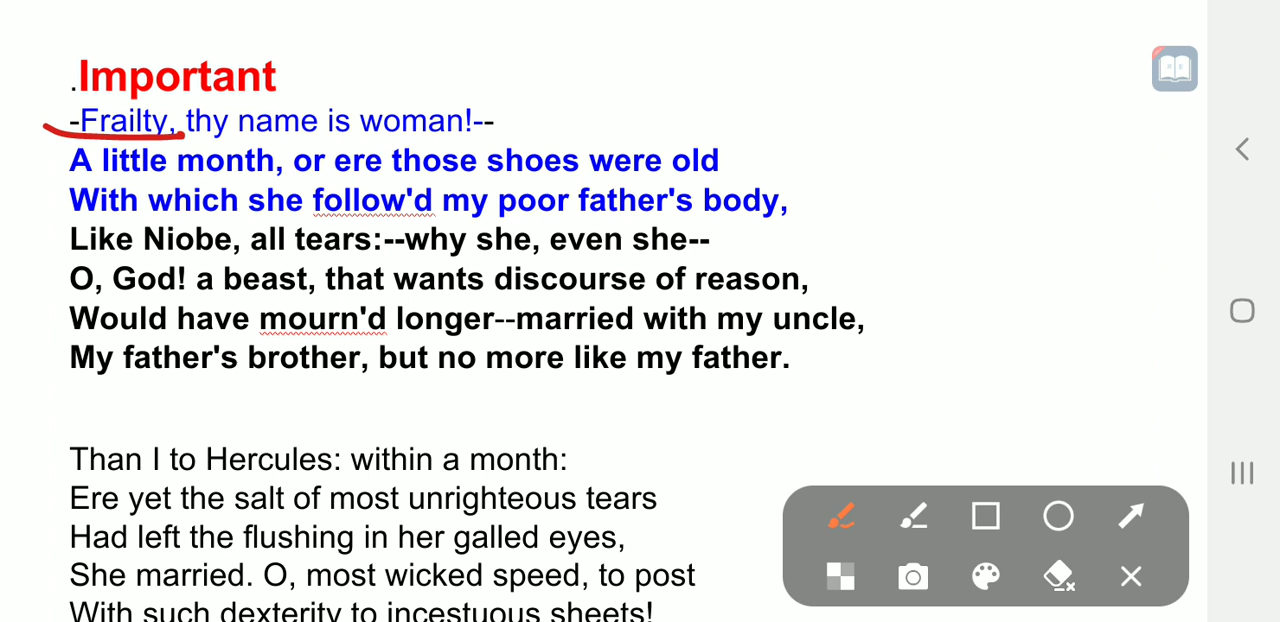 .Important
-Frailty, thy name is woman!--
A little month, or ere those shoes were old
With which she follow'd my poor father's body,
Like Niobe, all tears:--why she, even she--
O, God! a beast, that wants discourse of reason,
Would have mourn'd longer--married with my uncle,
My father's brother, but no more like my father.
Than I to Hercules: within a month:
Ere yet the salt of most unrighteous tears
Had left the flushing in her galled eyes,
She married. O, most wicked speed, to post
With such dexterity to incestuous sheets!